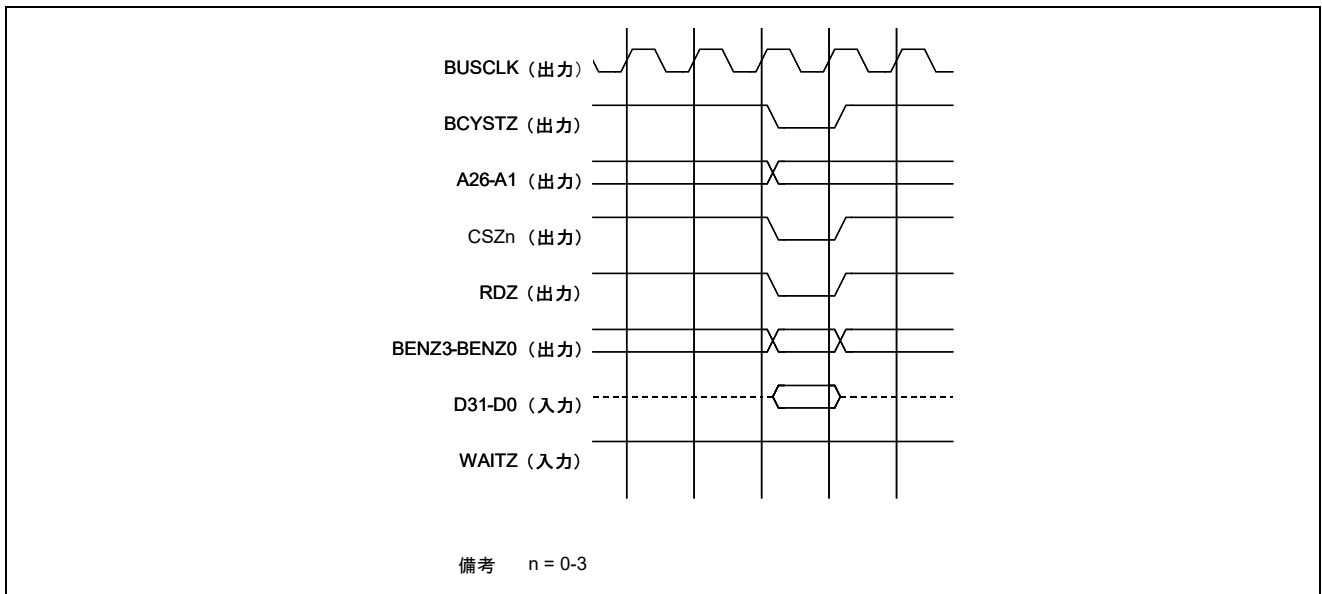 BUSCLK（出力）
BCYSTZ（出力）
A26-A1（出力）
CSZn（出力）
RDZ（出力）
BENZ3-BENZ0（出力）
D31-D0（入力）
WAITZ（入力）
備考 n = 0-3